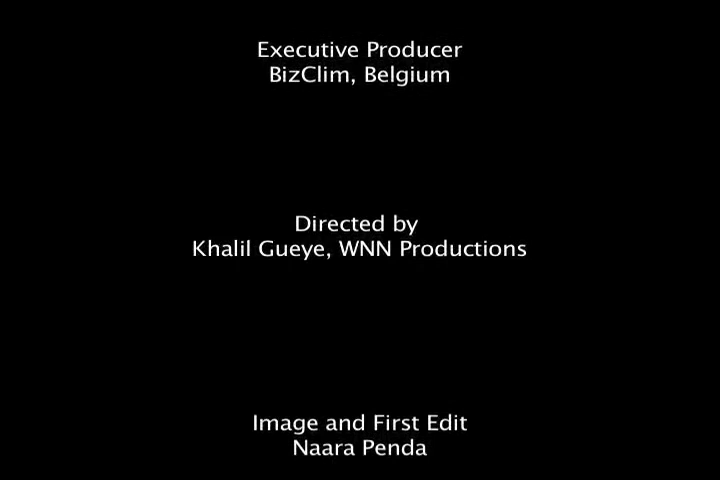 Executive Producer
BizClim, Belgium
Directed by
Khalil Gueye, WNN Productions
Image and First Edit
Naara Penda